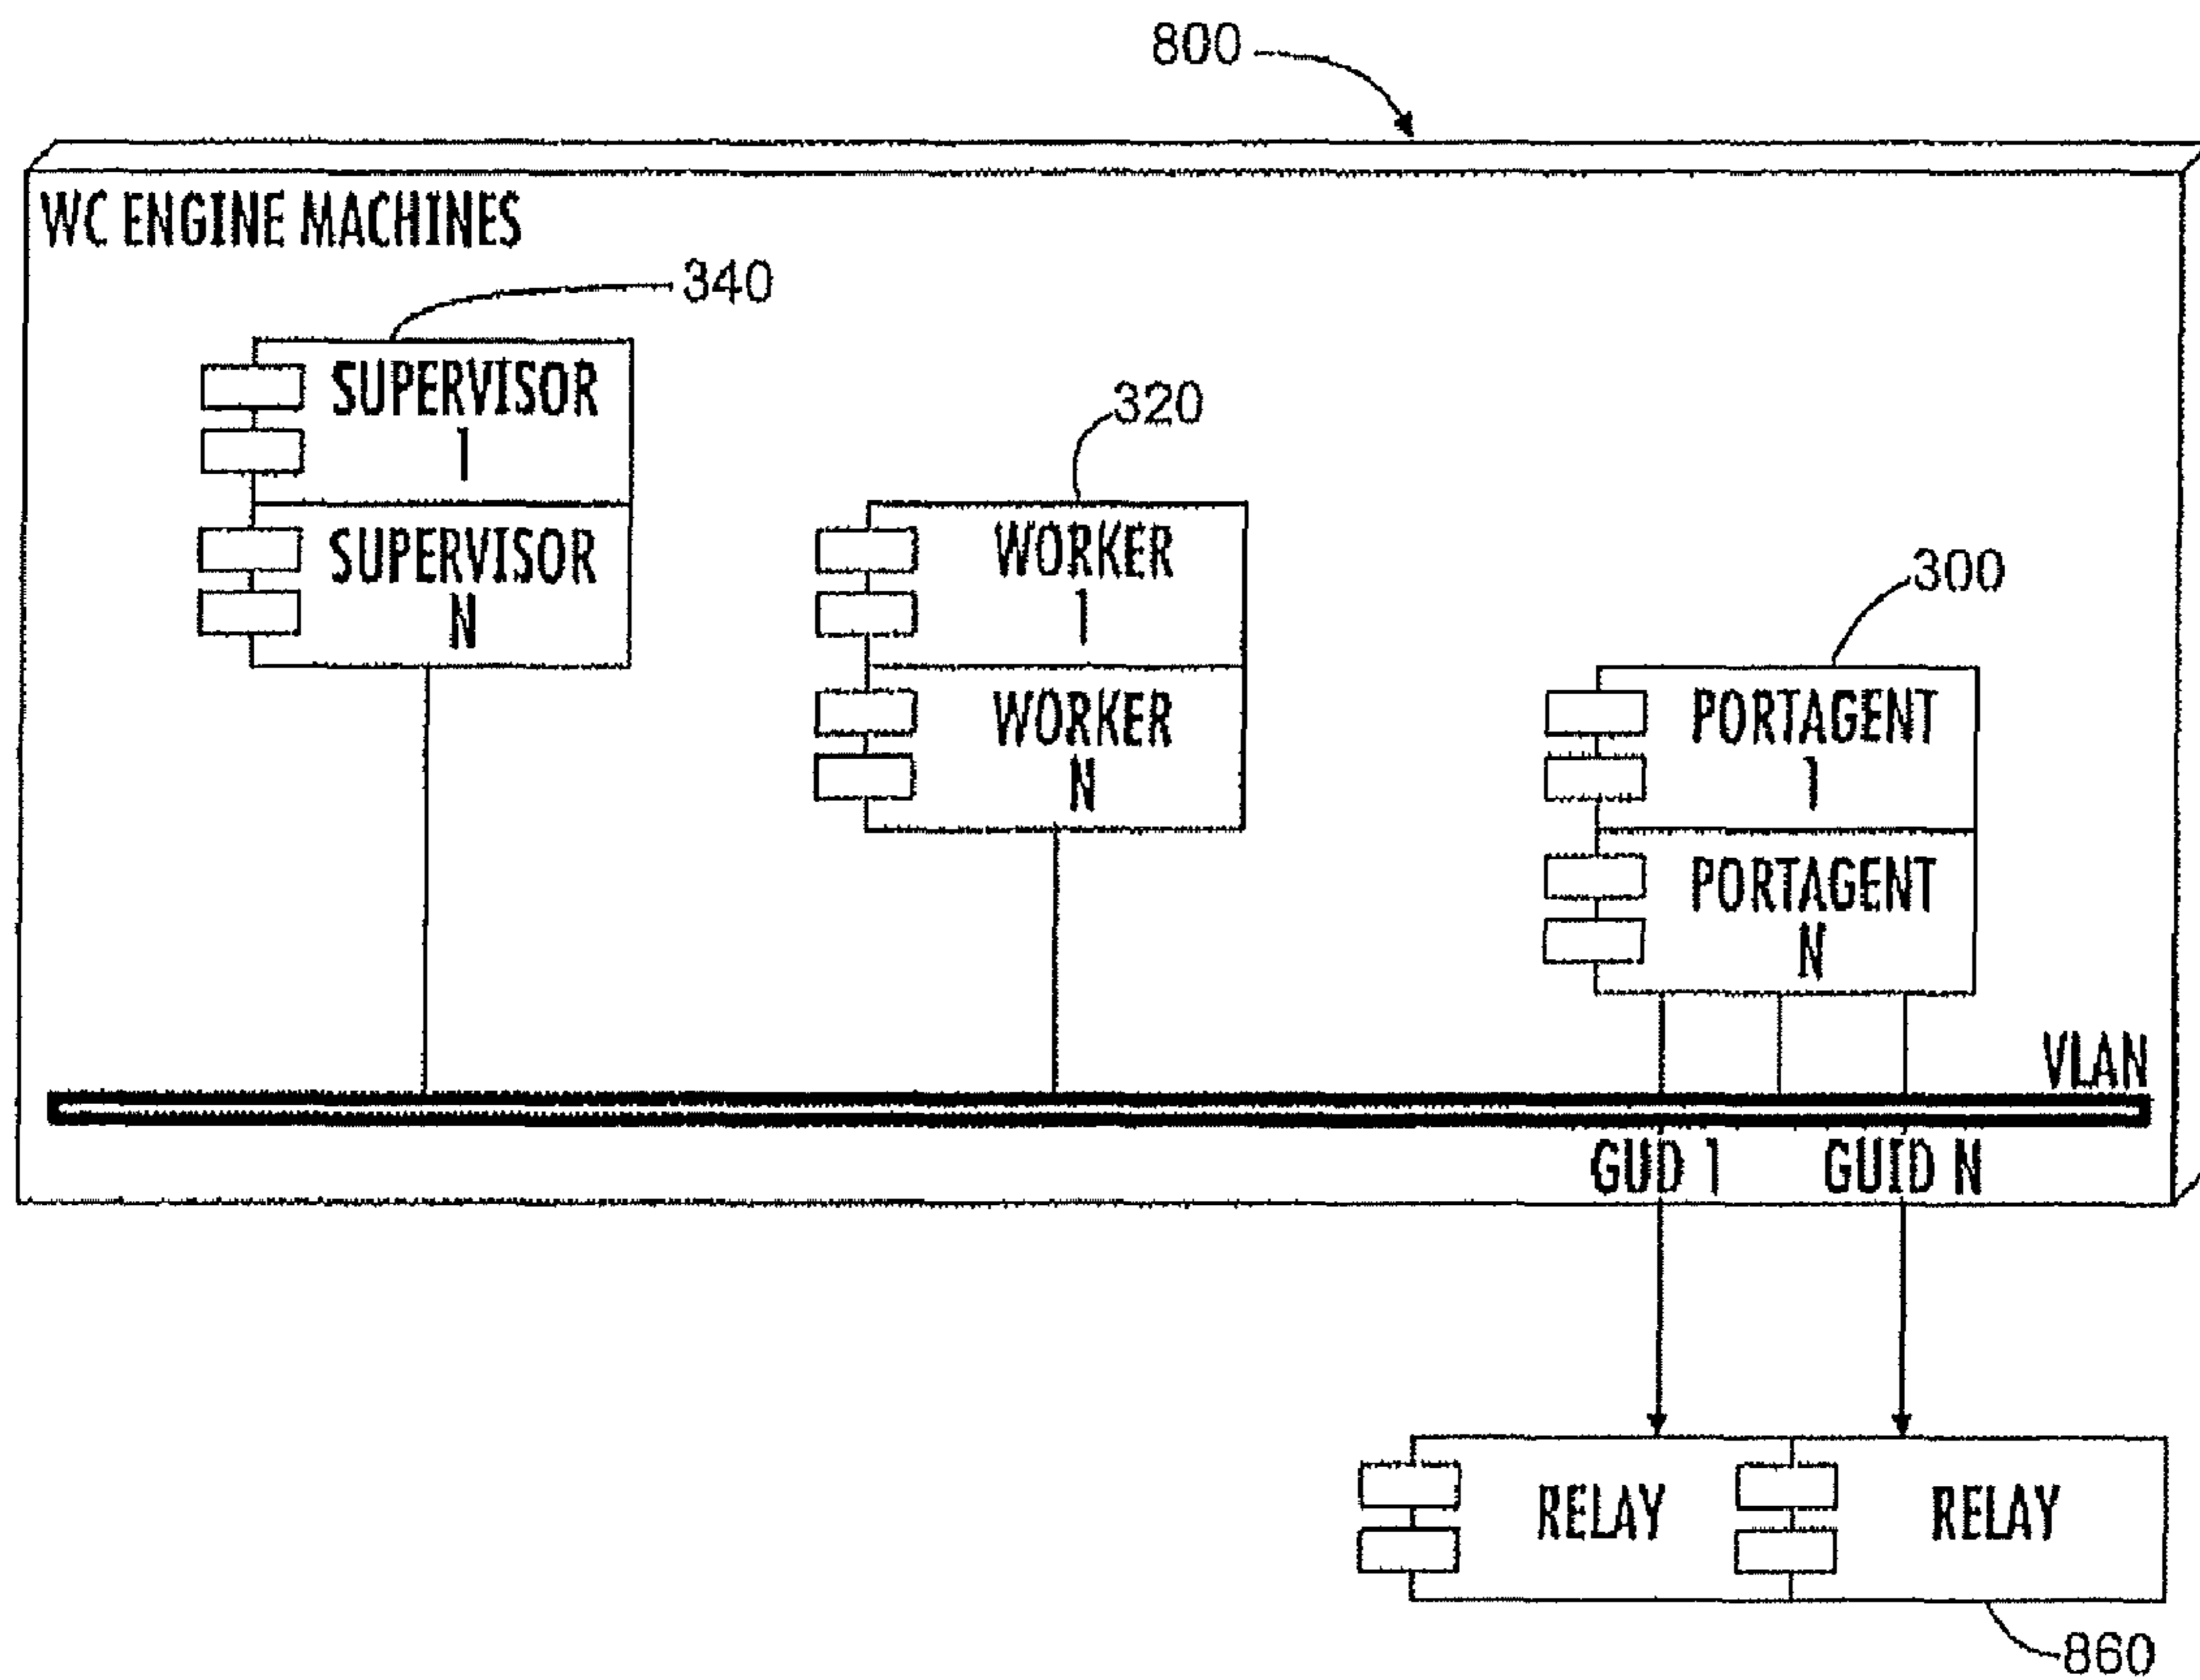 800
WC ENGINE MACHINES
340
SUPERVISOR
1
320
SUPERVISOR
N
WORKER
1
300
WORKER
N
PORTAGENT
1
PORTAGENT
N
VLAN
GUD 1
GUID N
RELAY
RELAY
860